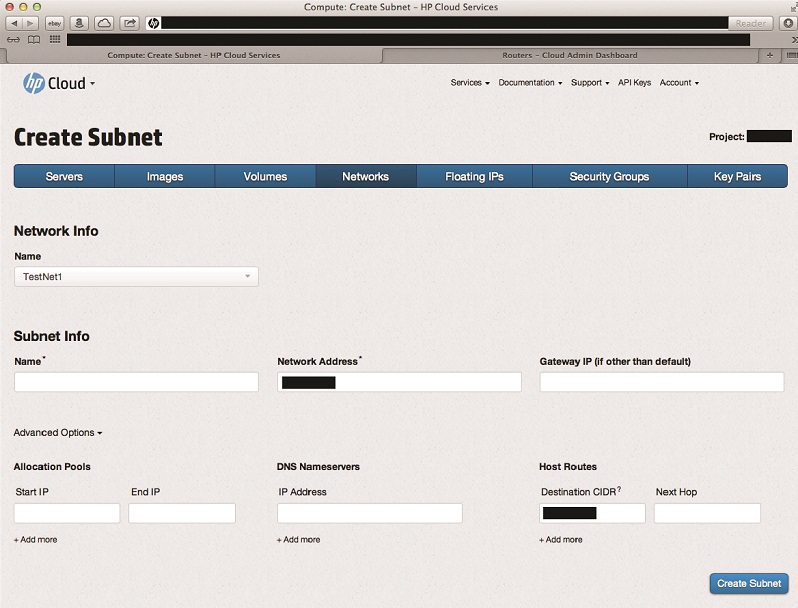 Compute: Create Subnet – HP Cloud Services
ebay
a
hp
Reader
Compute: Create Subnet – HP Cloud Services
Routers – Cloud Admin Dashboard
+
hp Cloud
Services Documentation Support API Keys Account
Create Subnet
Project:
Servers Images Volumes Networks Floating IPs Security Groups Key Pairs
Network Info
Name
TestNet1
Subnet Info
Name* Network Address* Gateway IP (if other than default)
Advanced Options
Allocation Pools DNS Nameservers Host Routes
Start IP End IP IP Address Destination CIDR? Next Hop
+ Add more + Add more + Add more
Create Subnet